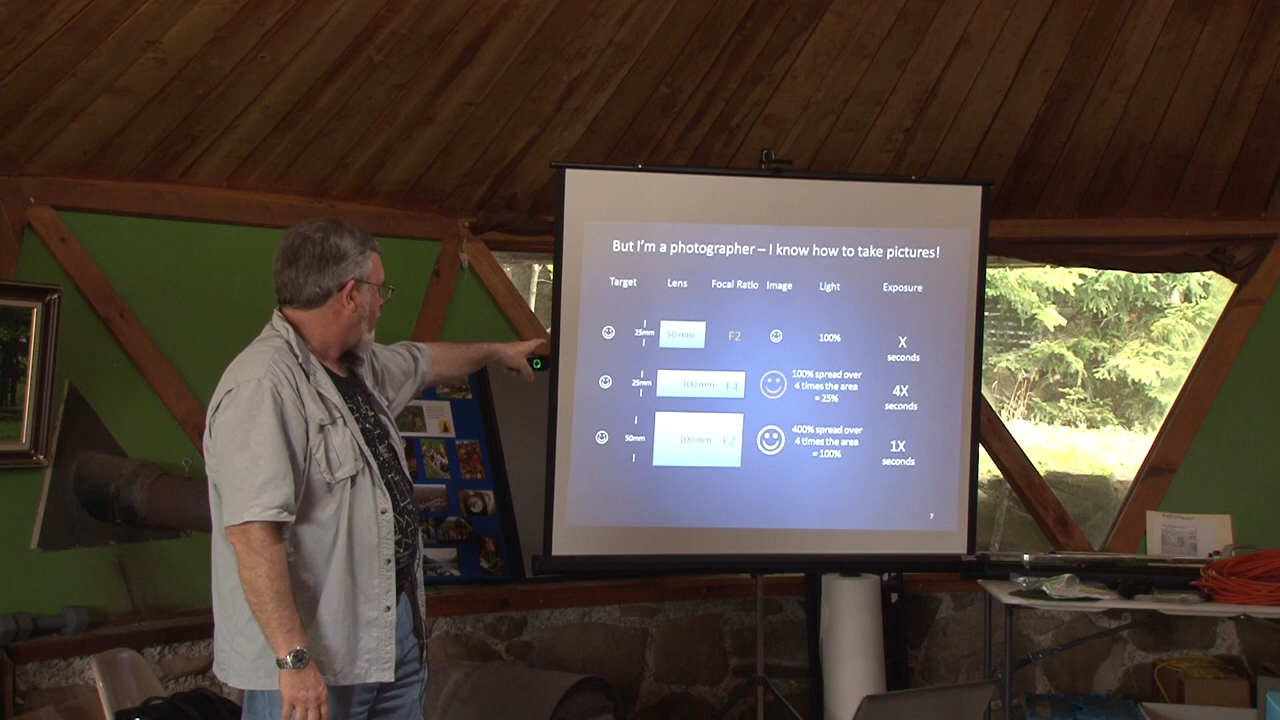 But I'm a photographer – I know how to take pictures!
Target Lens Focal Ratio Image Light Exposure
25mm 50 mm F2 100% X seconds
25mm 100 mm F4 100% spread over 4 times the area = 25% 4X seconds
50mm 100 mm F2 400% spread over 4 times the area = 100% 1X seconds
7